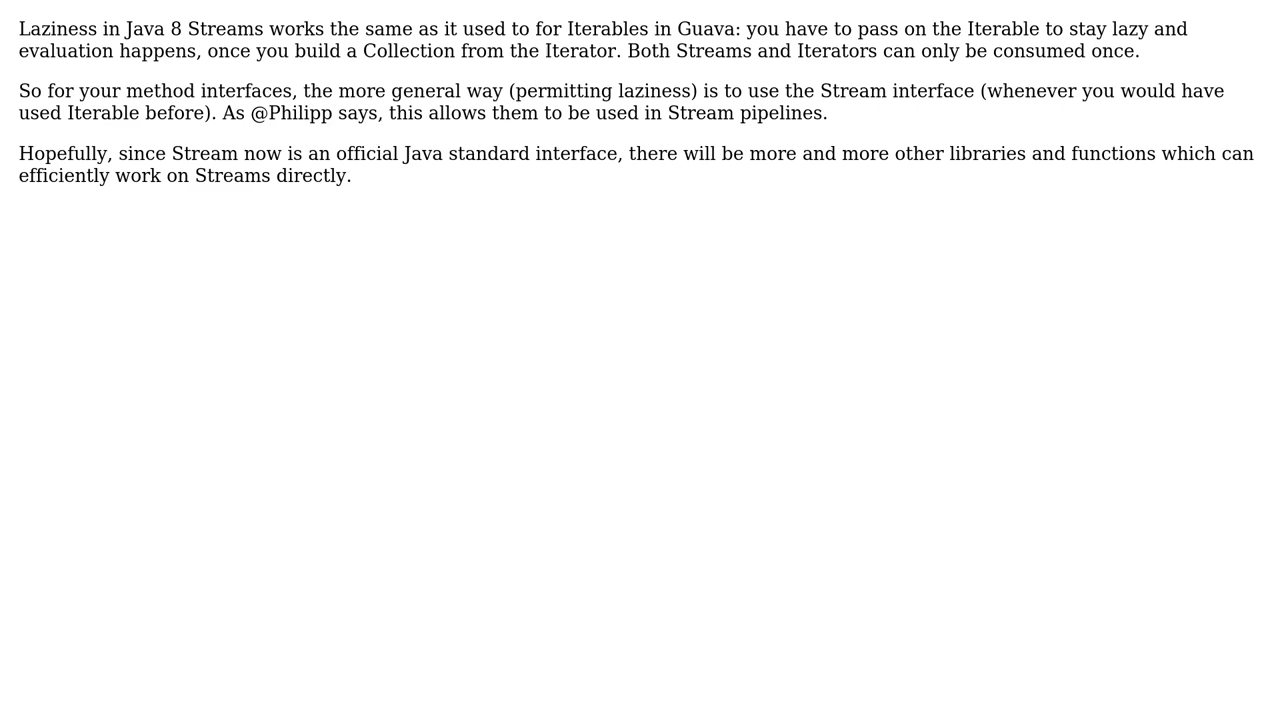 Laziness in Java 8 Streams works the same as it used to for Iterables in Guava: you have to pass on the Iterable to stay lazy and
evaluation happens, once you build a Collection from the Iterator. Both Streams and Iterators can only be consumed once.
So for your method interfaces, the more general way (permitting laziness) is to use the Stream interface (whenever you would have
used Iterable before). As @Philipp says, this allows them to be used in Stream pipelines.
Hopefully, since Stream now is an official Java standard interface, there will be more and more other libraries and functions which can
efficiently work on Streams directly.